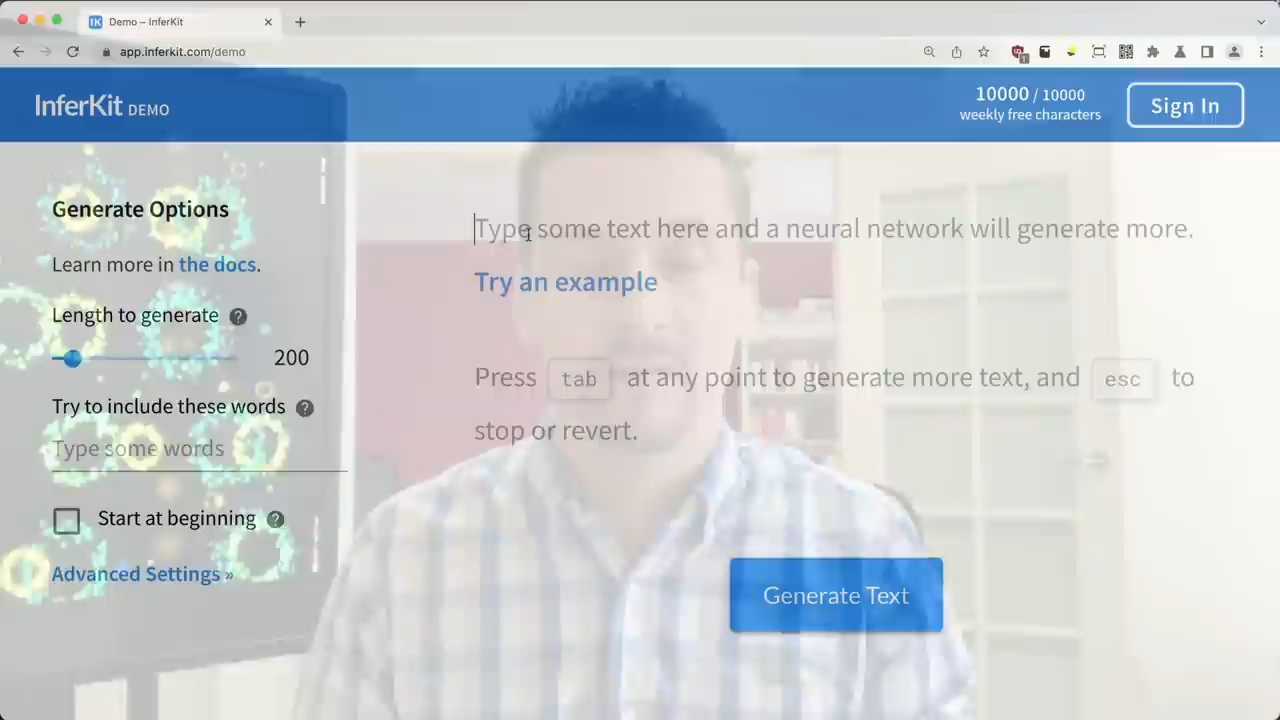 Demo – InferKit
app.inferkit.com/demo
InferKit DEMO
10000 / 10000
weekly free characters
Sign In
Generate Options
Learn more in the docs.
Length to generate ?
200
Try to include these words ?
Type some words
Start at beginning ?
Advanced Settings »
Type some text here and a neural network will generate more.
Try an example
Press tab at any point to generate more text, and esc to
stop or revert.
Generate Text